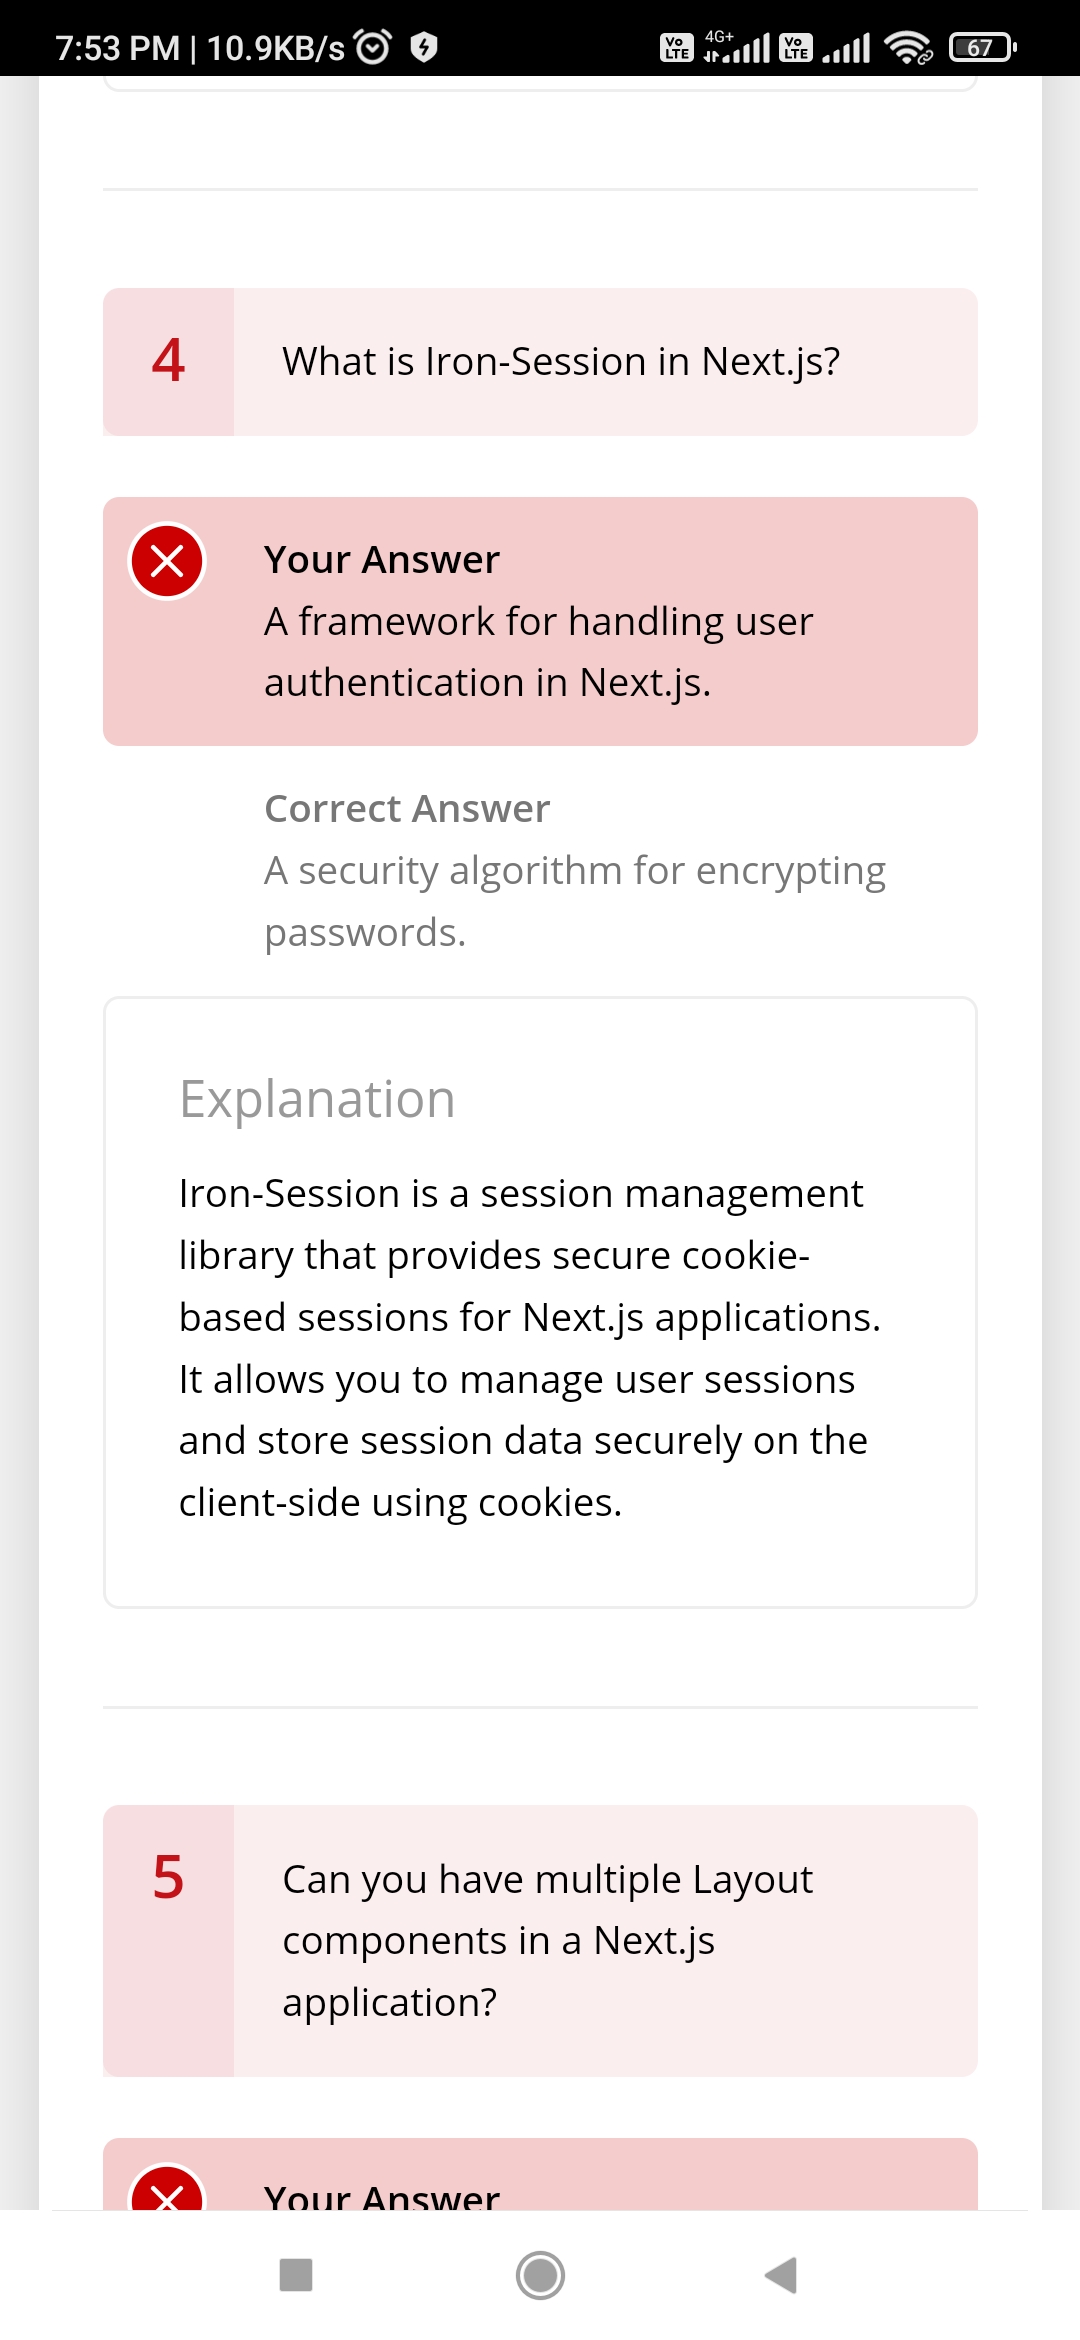 7:53 PM | 10.9KB/s
Vo LTE 4G+ Vo LTE 67
4 What is Iron-Session in Next.js?
Your Answer
A framework for handling user
authentication in Next.js.
Correct Answer
A security algorithm for encrypting
passwords.
Explanation
Iron-Session is a session management
library that provides secure cookie-
based sessions for Next.js applications.
It allows you to manage user sessions
and store session data securely on the
client-side using cookies.
5 Can you have multiple Layout
components in a Next.js
application?
Your Answer